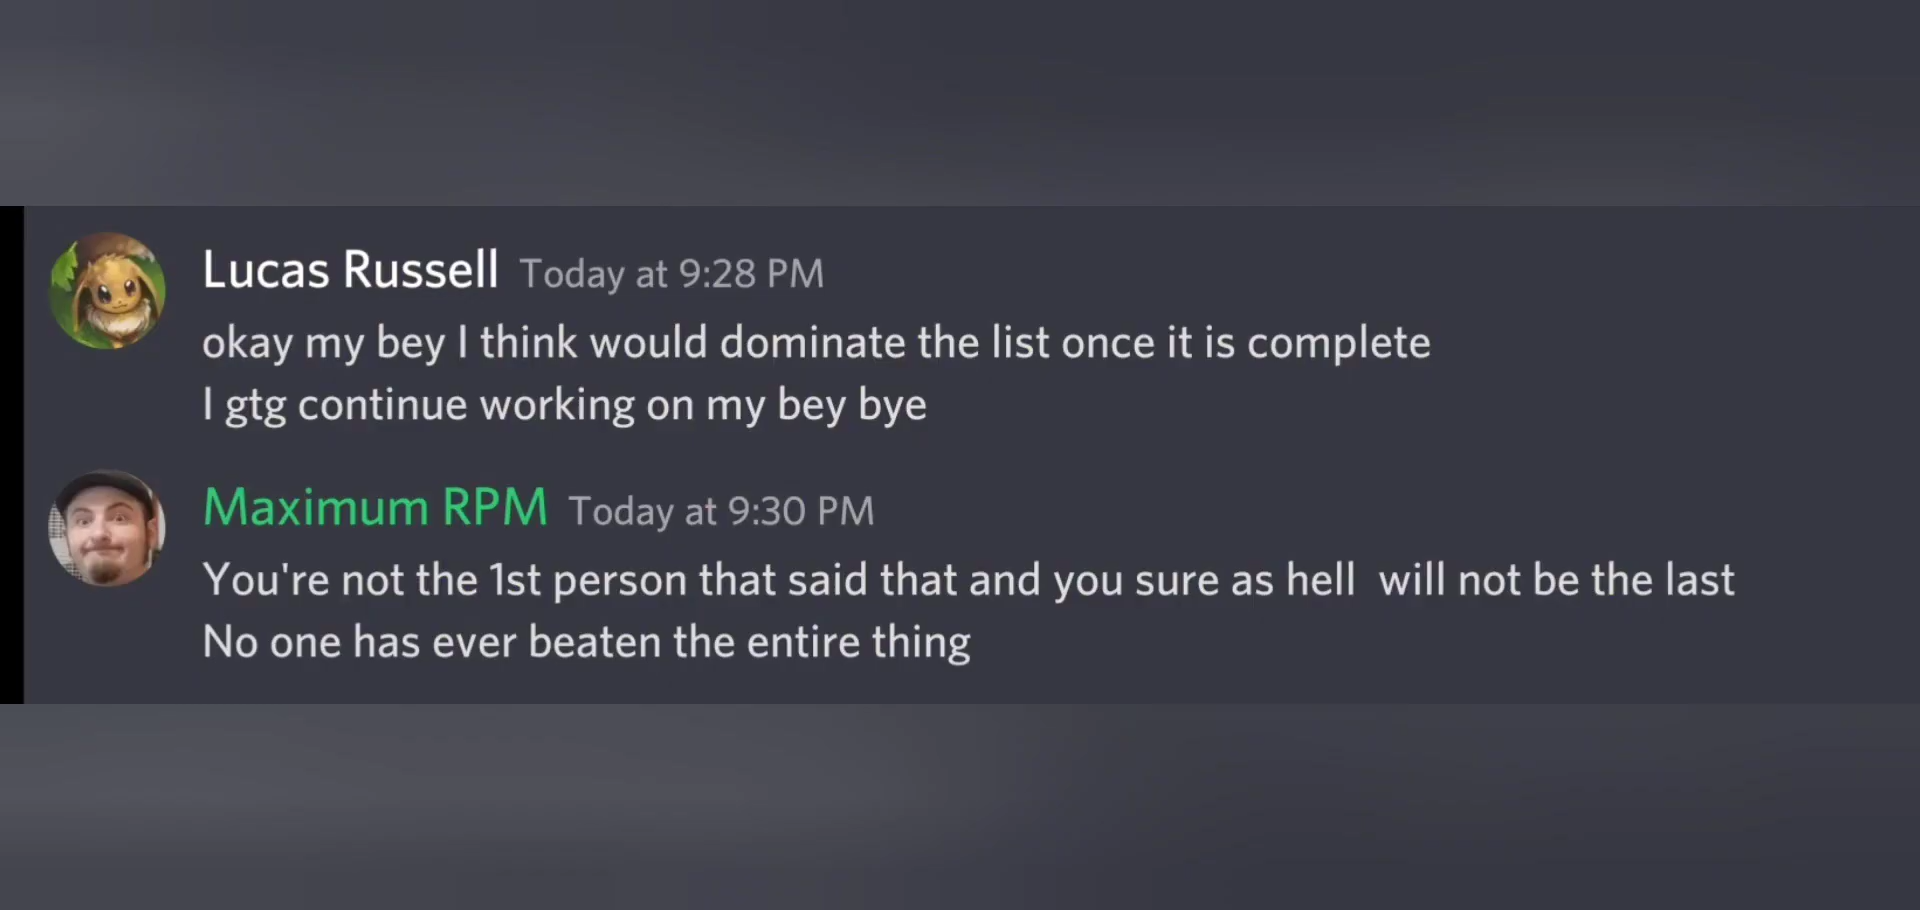 Lucas Russell Today at 9:28 PM
okay my bey I think would dominate the list once it is complete
I gtg continue working on my bey bye
Maximum RPM Today at 9:30 PM
You're not the 1st person that said that and you sure as hell  will not be the last
No one has ever beaten the entire thing